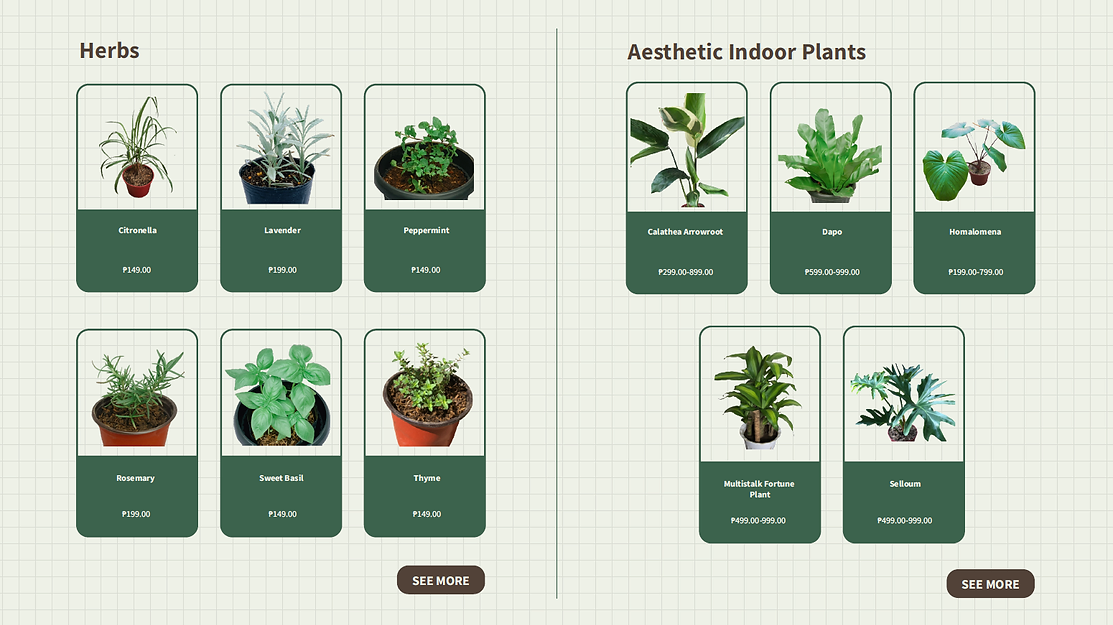 Herbs
Citronella
₱149.00
Lavender
₱199.00
Peppermint
₱149.00
Rosemary
₱199.00
Sweet Basil
₱149.00
Thyme
₱149.00
SEE MORE
Aesthetic Indoor Plants
Calathea Arrowroot
₱299.00-899.00
Dapo
₱599.00-999.00
Homalomena
₱199.00-799.00
Multistalk Fortune
Plant
₱499.00-999.00
Selloum
₱499.00-999.00
SEE MORE